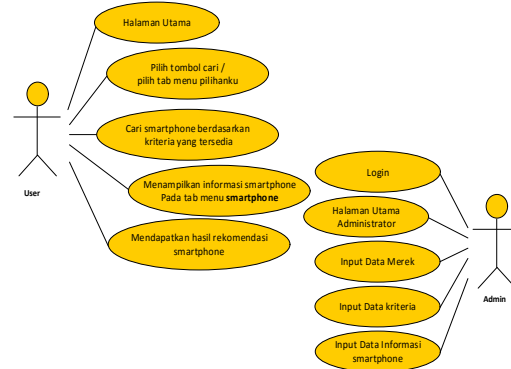 Halaman Utama
Pilih tombol cari /
pilih tab menu pilihanku
Cari smartphone berdasarkan
kriteria yang tersedia
User
Menampilkan informasi smartphone
Pada tab menu smartphone
Mendapatkan hasil rekomendasi
smartphone
Login
Halaman Utama
Administrator
Input Data Merek
Input Data kriteria
Admin
Input Data Informasi
smartphone